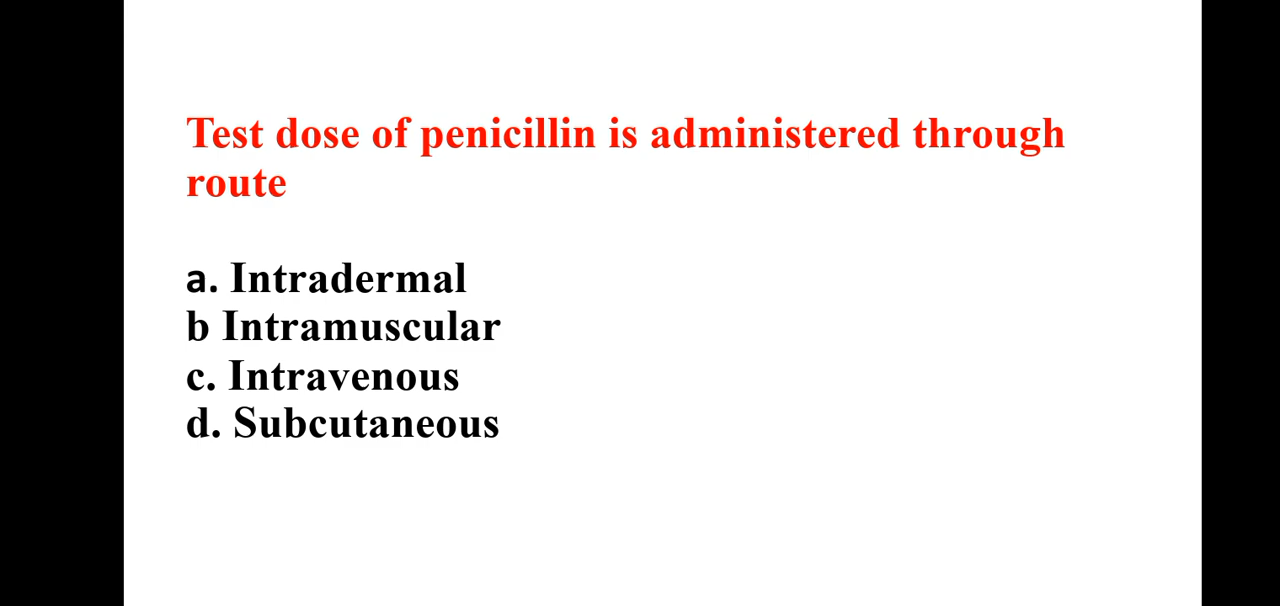 Test dose of penicillin is administered through
route
a. Intradermal
b Intramuscular
c. Intravenous
d. Subcutaneous